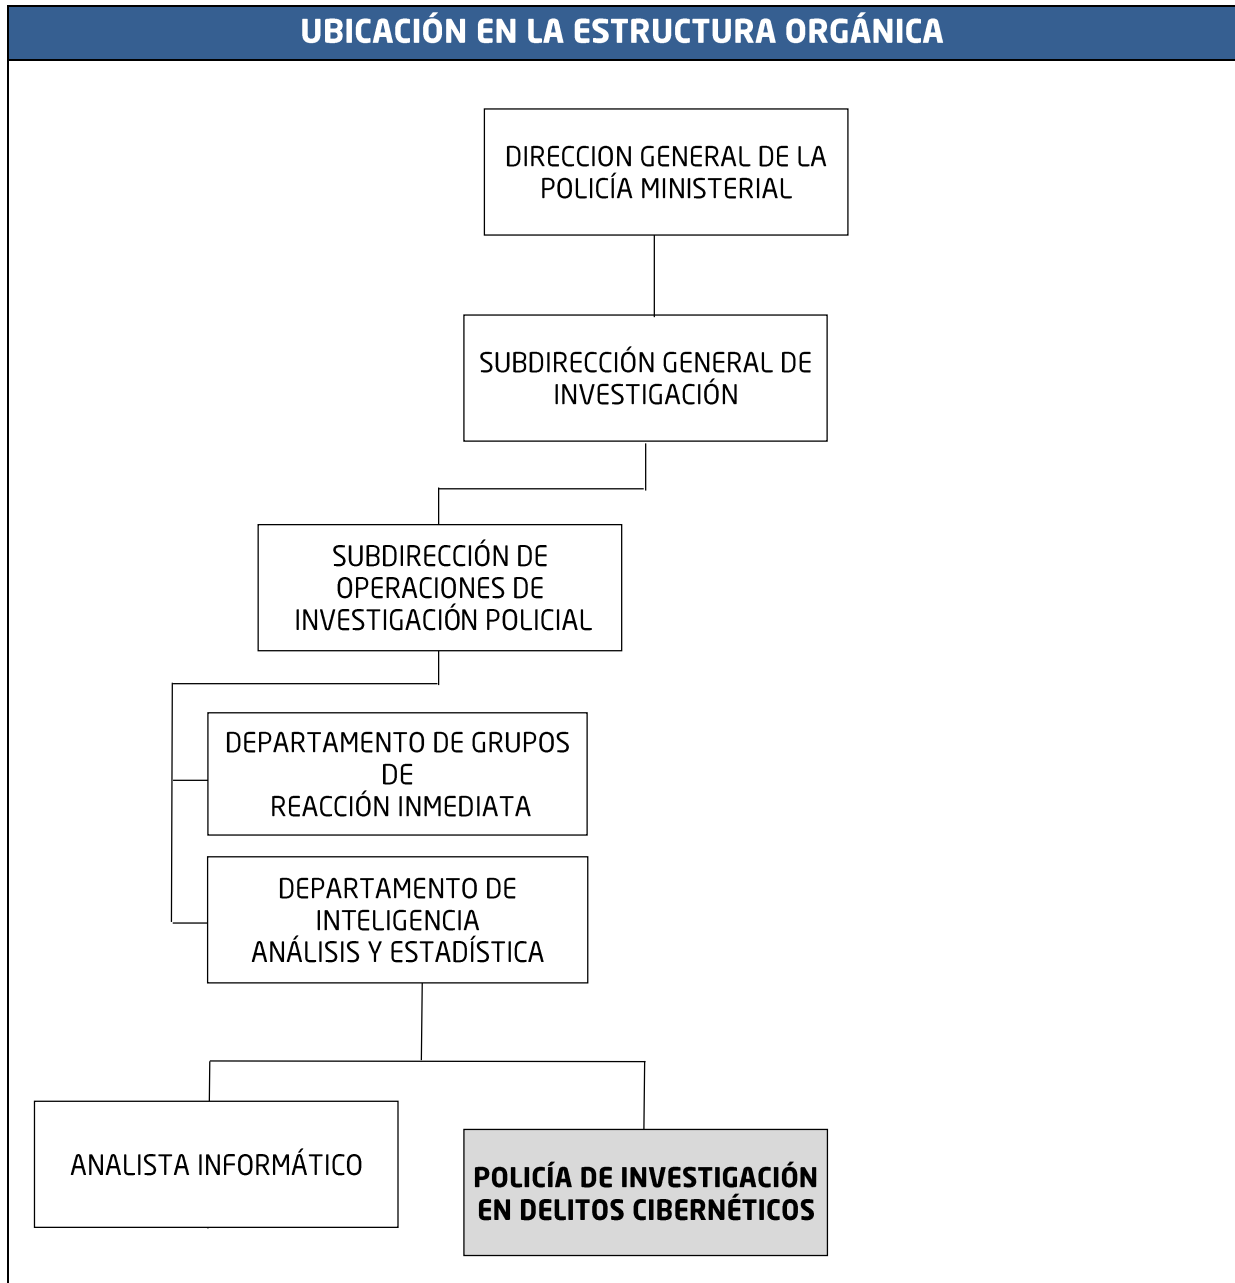 UBICACIÓN EN LA ESTRUCTURA ORGÁNICA
DIRECCION GENERAL DE LA
POLICÍA MINISTERIAL
SUBDIRECCIÓN GENERAL DE
INVESTIGACIÓN
SUBDIRECCIÓN DE
OPERACIONES DE
INVESTIGACIÓN POLICIAL
DEPARTAMENTO DE GRUPOS
DE
REACCIÓN INMEDIATA
DEPARTAMENTO DE
INTELIGENCIA
ANÁLISIS Y ESTADÍSTICA
ANALISTA INFORMÁTICO
POLICÍA DE INVESTIGACIÓN
EN DELITOS CIBERNÉTICOS